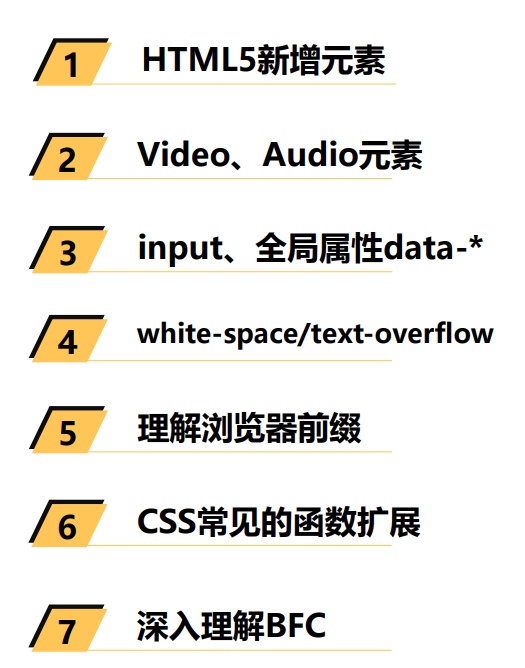 1 HTML5新增元素
2 Video、Audio元素
3 input、全局属性data-*
4 white-space/text-overflow
5 理解浏览器前缀
6 CSS常见的函数扩展
7 深入理解BFC